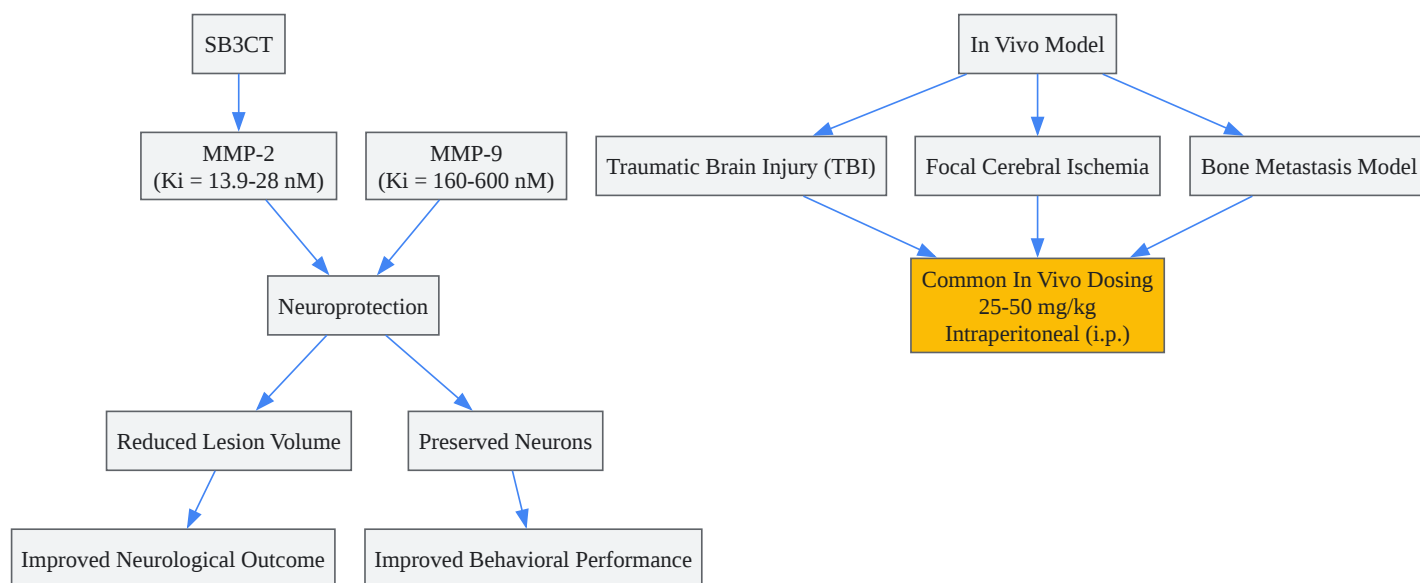 SB3CT
In Vivo Model
MMP-2
(Ki = 13.9-28 nM)
MMP-9
(Ki = 160-600 nM)
Traumatic Brain Injury (TBI)
Focal Cerebral Ischemia
Bone Metastasis Model
Neuroprotection
Common In Vivo Dosing
25-50 mg/kg
Intraperitoneal (i.p.)
Reduced Lesion Volume
Preserved Neurons
Improved Neurological Outcome
Improved Behavioral Performance